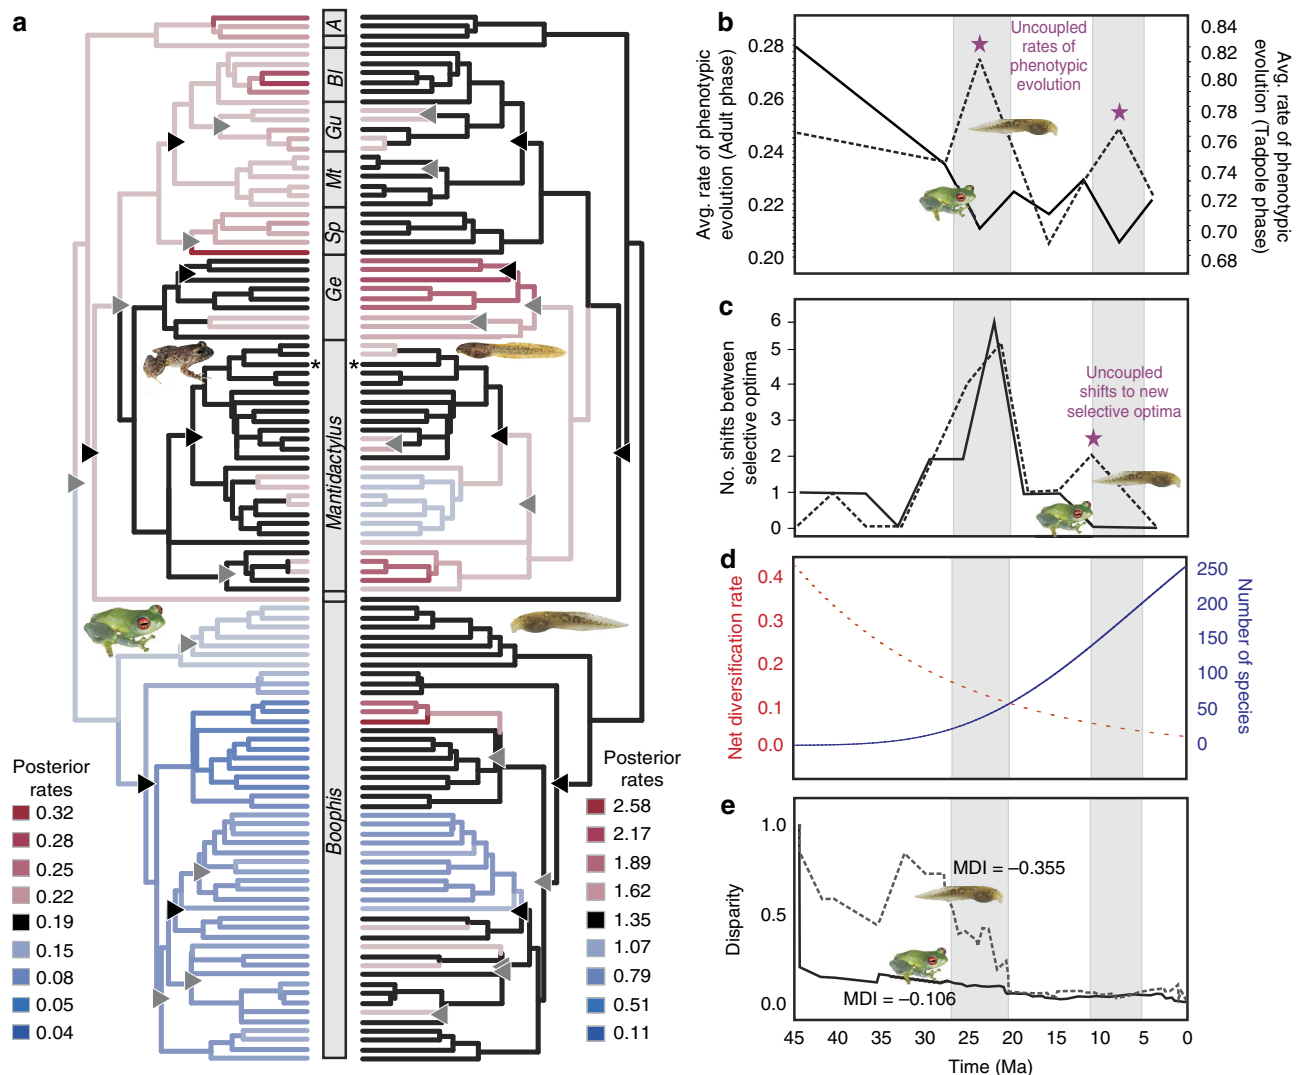 a
A
Bl
Gu
Mt
Sp
Ge
Mantidactylus
Boophis
*
*
Posterior
rates
0.32
0.28
0.25
0.22
0.19
0.15
0.08
0.05
0.04
Posterior
rates
2.58
2.17
1.89
1.62
1.35
1.07
0.79
0.51
0.11
b
Avg. rate of phenotypic
evolution (Adult phase)
0.28
0.26
0.24
0.22
0.20
Uncoupled
rates of
phenotypic
evolution
0.84
0.82
0.80
0.78
0.76
0.74
0.72
0.70
0.68
Avg. rate of phenotypic
evolution (Tadpole phase)
c
No. shifts between
selective optima
6
5
4
3
2
1
0
Uncoupled
shifts to new
selective optima
d
Net diversification rate
0.4
0.3
0.2
0.1
0.0
250
200
150
100
50
0
Number of species
e
Disparity
1.0
0.5
0.0
MDI = –0.355
MDI = –0.106
45 35 30 25 20 15 10 5 0
Time (Ma)